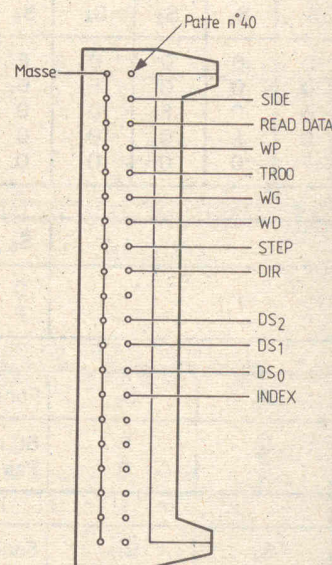 Patte n°40
Masse
SIDE
READ DATA
WP
TR00
WG
WD
STEP
DIR
DS2
DS1
DS0
INDEX